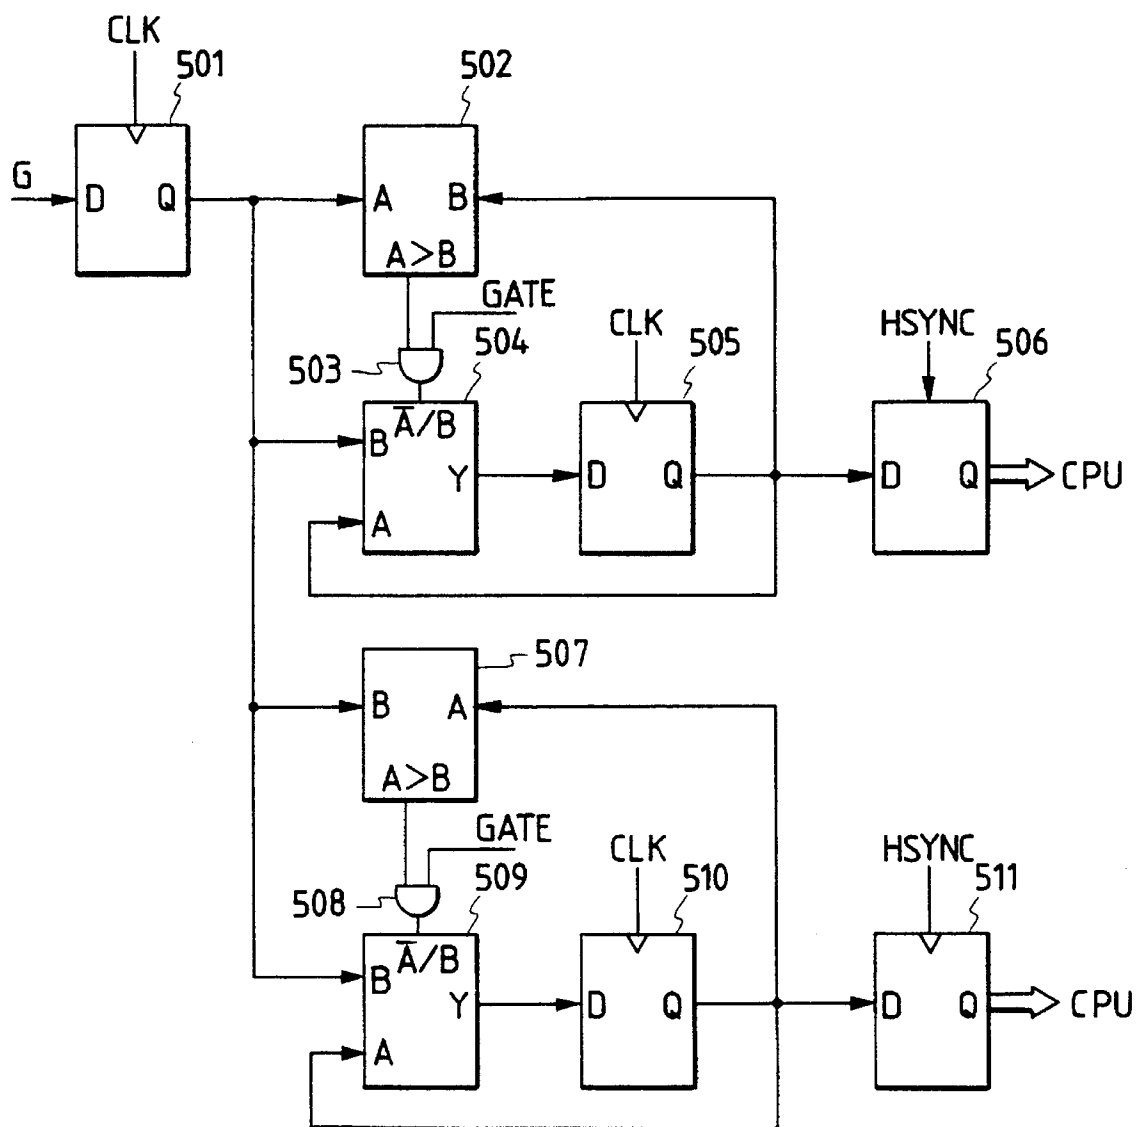 CLK
501
502
G
D Q
A B
A>B
GATE
503
504
CLK
505
HSYNC
506
A̅/B
B
Y
A
D Q
D Q
CPU
507
B A
A>B
GATE
508
509
CLK
510
HSYNC
511
A̅/B
B
Y
A
D Q
D Q
CPU